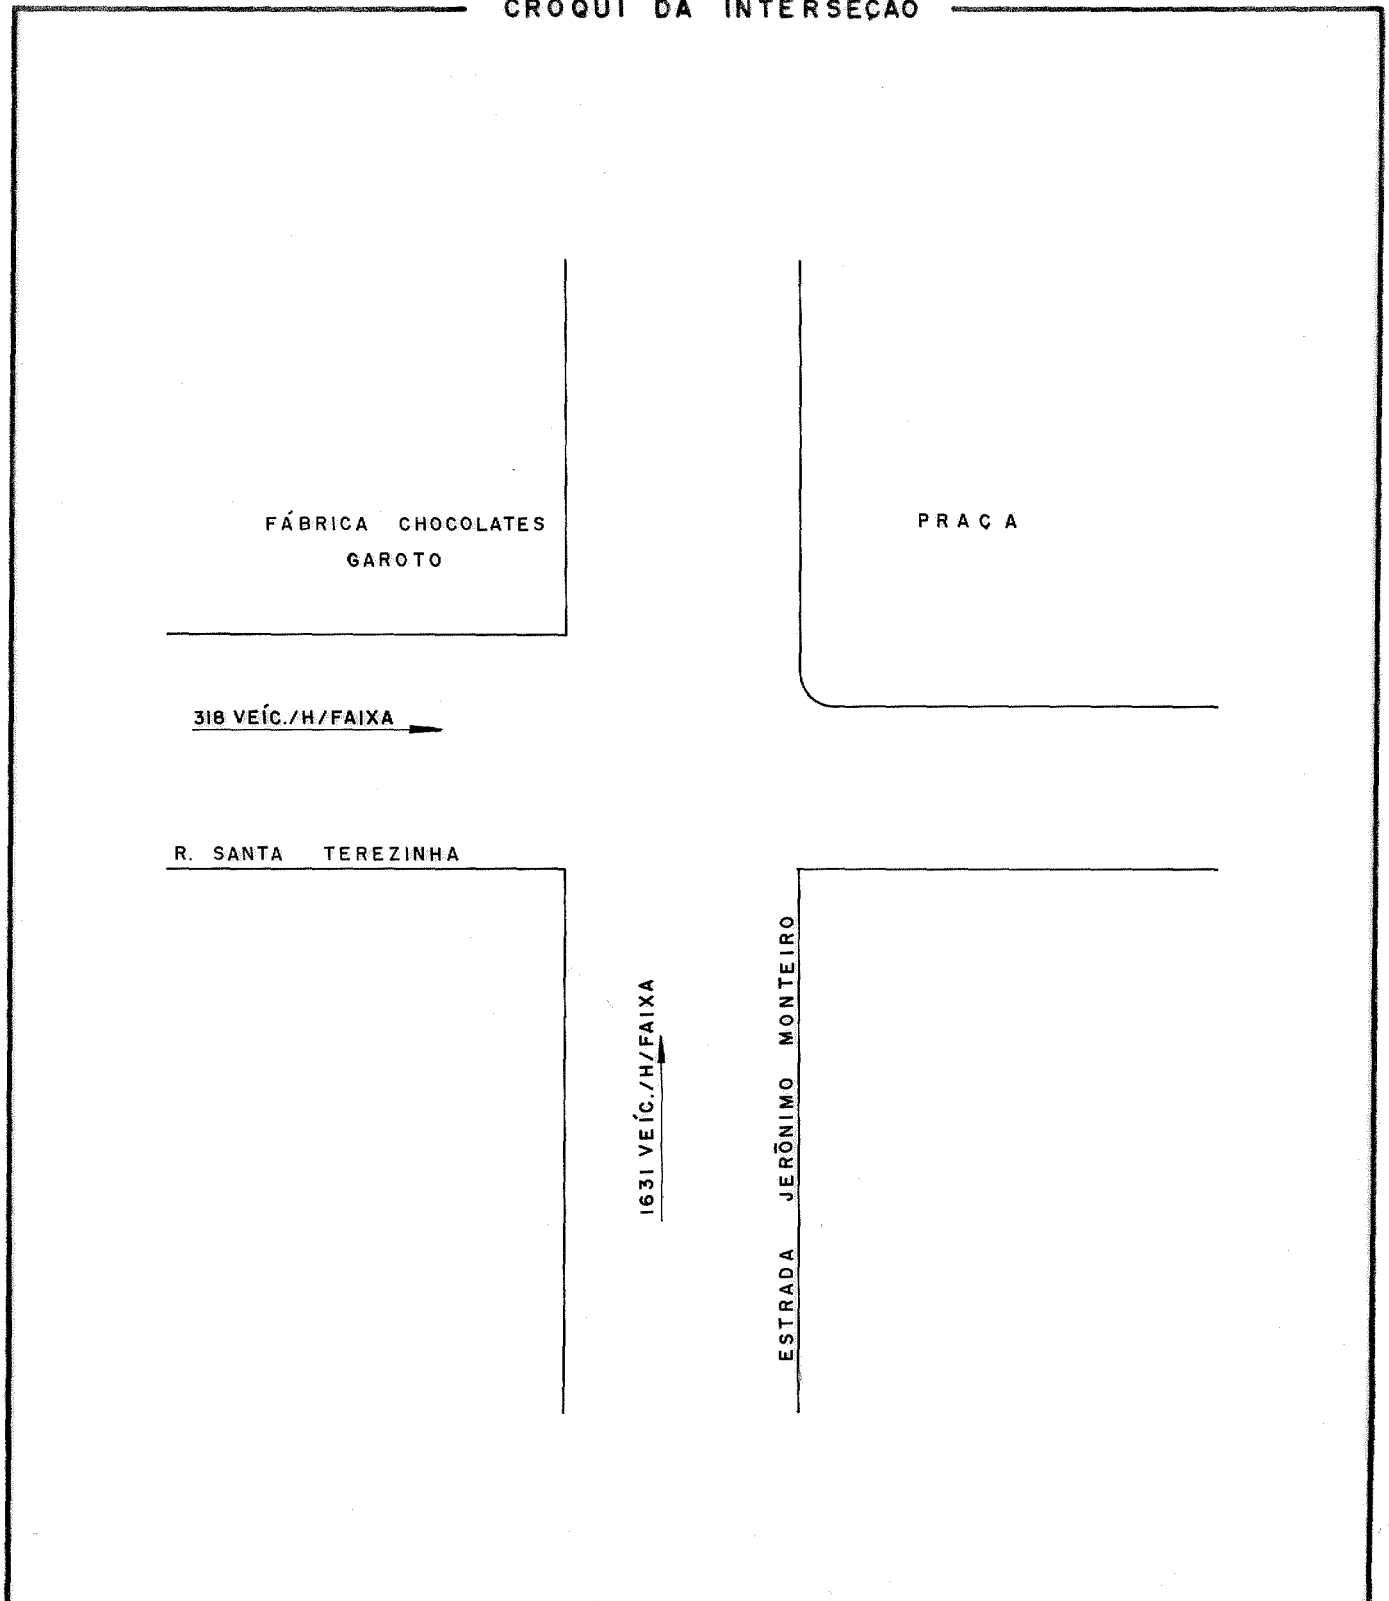 CROQUI DA INTERSEÇÃO
FÁBRICA CHOCOLATES
GAROTO
PRAÇA
318 VEÍC./H/FAIXA
R. SANTA TEREZINHA
1631 VEÍC./H/FAIXA
ESTRADA JERÔNIMO MONTEIRO